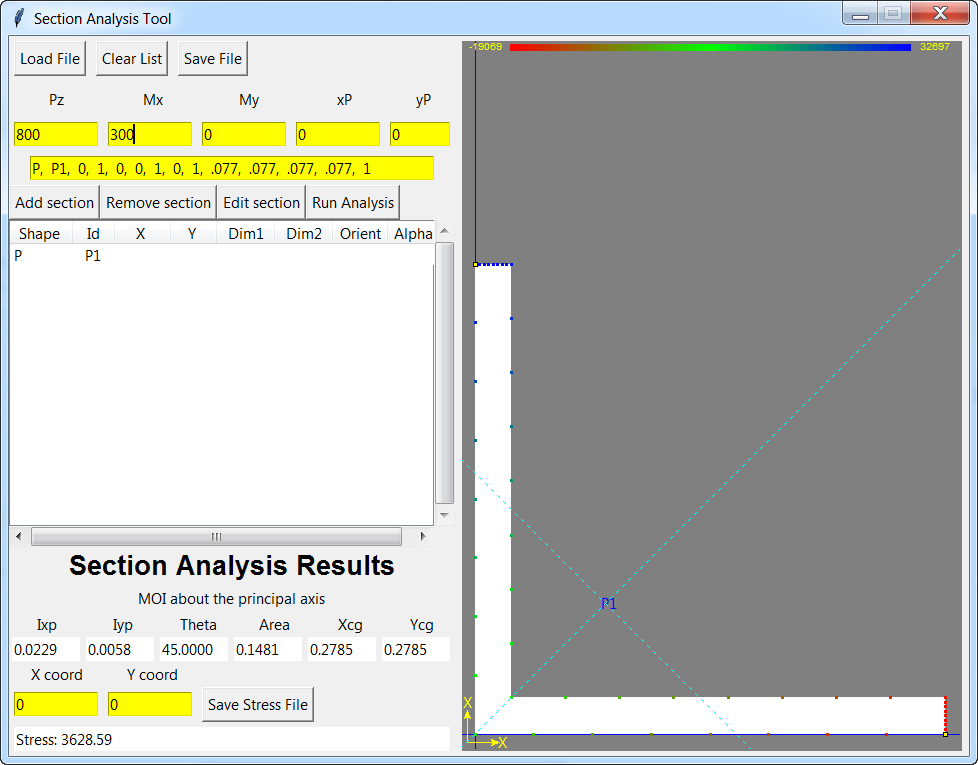 Section Analysis Tool
Load File Clear List Save File
Pz Mx My xP yP
800 300 0 0 0
P, P1, 0, 1, 0, 0, 1, 0, 1, .077, .077, .077, .077, 1
Add section Remove section Edit section Run Analysis
Shape Id X Y Dim1 Dim2 Orient Alpha
P P1
Section Analysis Results
MOI about the principal axis
Ixp Iyp Theta Area Xcg Ycg
0.0229 0.0058 45.0000 0.1481 0.2785 0.2785
X coord Y coord
0 0 Save Stress File
Stress: 3628.59
-19069 32697
P1
X
X